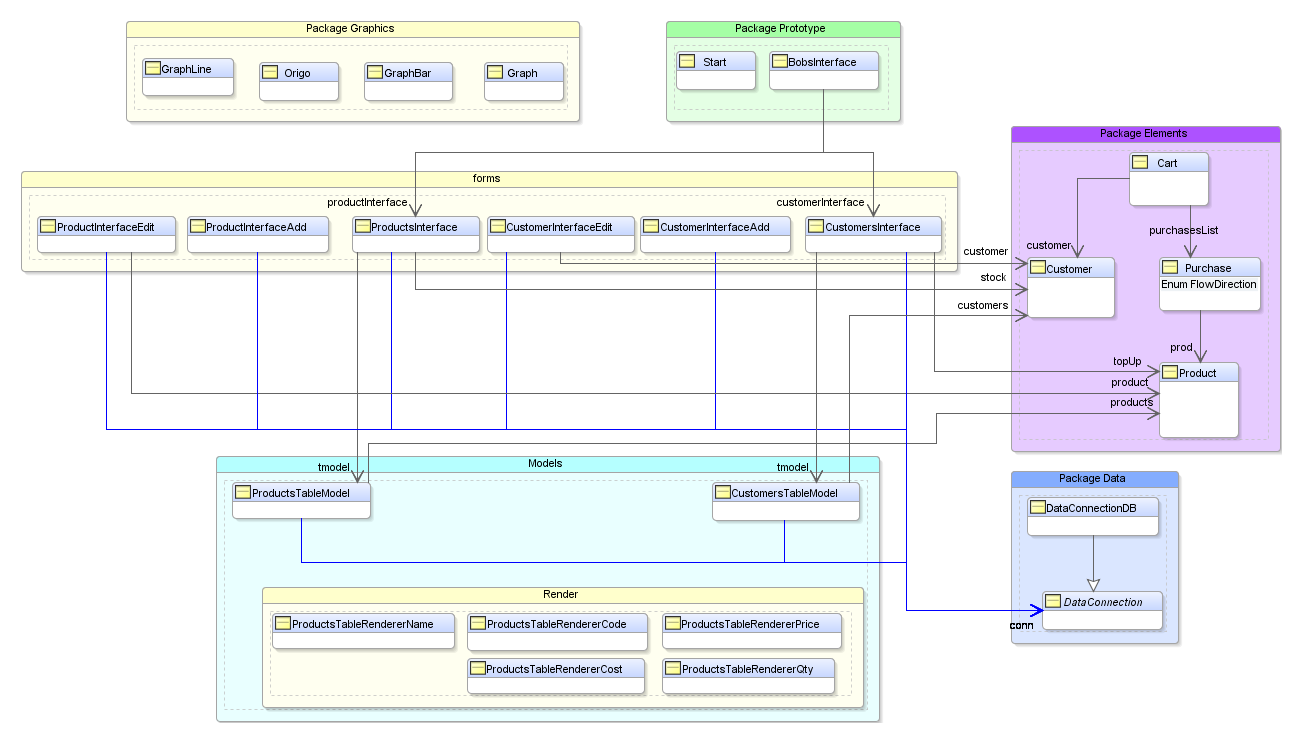 Package Graphics
GraphLine
Origo
GraphBar
Graph
Package Prototype
Start
BobsInterface
Package Elements
Cart
customer
purchasesList
Customer
Purchase
Enum FlowDirection
prod
Product
forms
productInterface
customerInterface
ProductInterfaceEdit
ProductInterfaceAdd
ProductsInterface
CustomerInterfaceEdit
CustomerInterfaceAdd
CustomersInterface
customer
stock
customers
topUp
product
products
Models
tmodel
tmodel
ProductsTableModel
CustomersTableModel
Render
ProductsTableRendererName
ProductsTableRendererCode
ProductsTableRendererPrice
ProductsTableRendererCost
ProductsTableRendererQty
Package Data
DataConnectionDB
DataConnection
conn